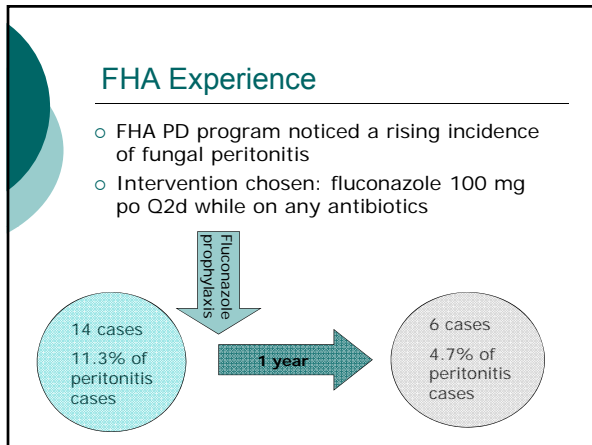 FHA Experience
FHA PD program noticed a rising incidence
of fungal peritonitis
Intervention chosen: fluconazole 100 mg
po Q2d while on any antibiotics
Fluconazole
prophylaxis
14 cases
11.3% of
peritonitis
cases
1 year
6 cases
4.7% of
peritonitis
cases